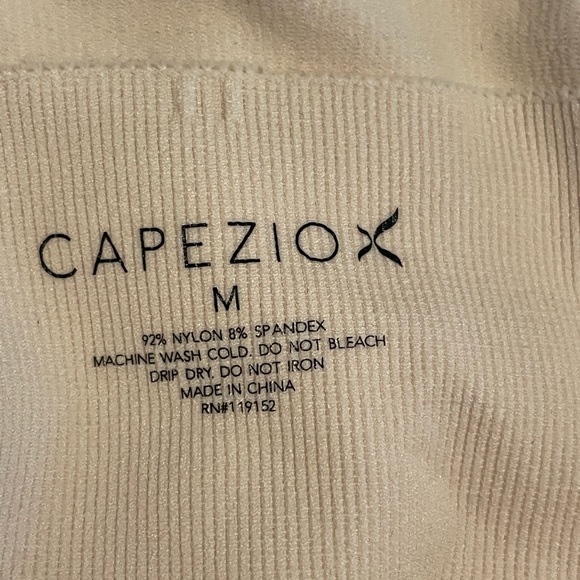 CAPEZIO
M
92% NYLON 8% SPANDEX
MACHINE WASH COLD. DO NOT BLEACH
DRIP DRY. DO NOT IRON
MADE IN CHINA
RN#119152